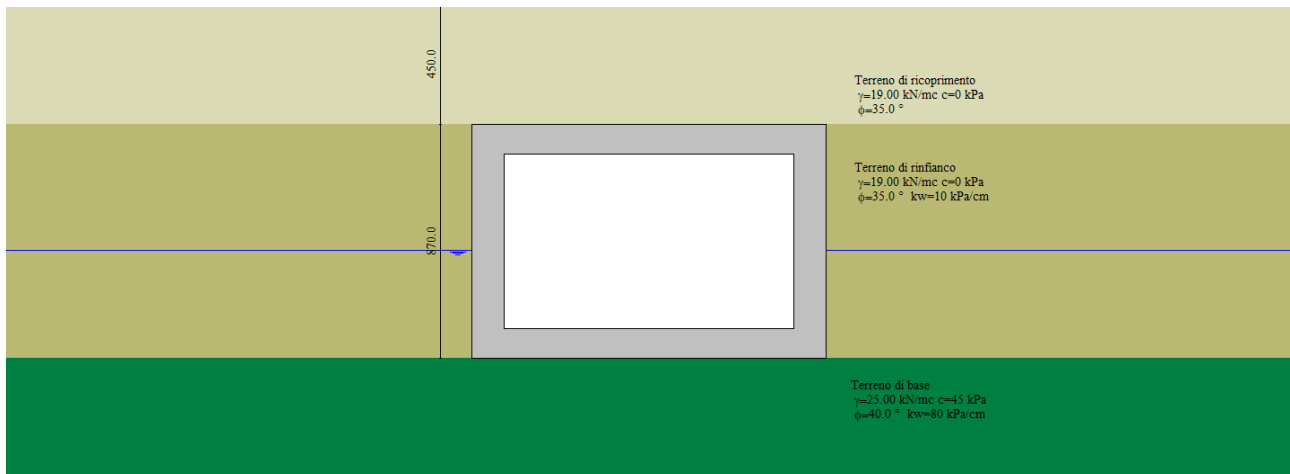 450.0
Terreno di ricoprimento
γ=19.00 kN/mc c=0 kPa
ϕ=35.0 °
Terreno di rinfianco
γ=19.00 kN/mc c=0 kPa
ϕ=35.0 ° kw=10 kPa/cm
870.0
Terreno di base
γ=25.00 kN/mc c=45 kPa
ϕ=40.0 ° kw=80 kPa/cm